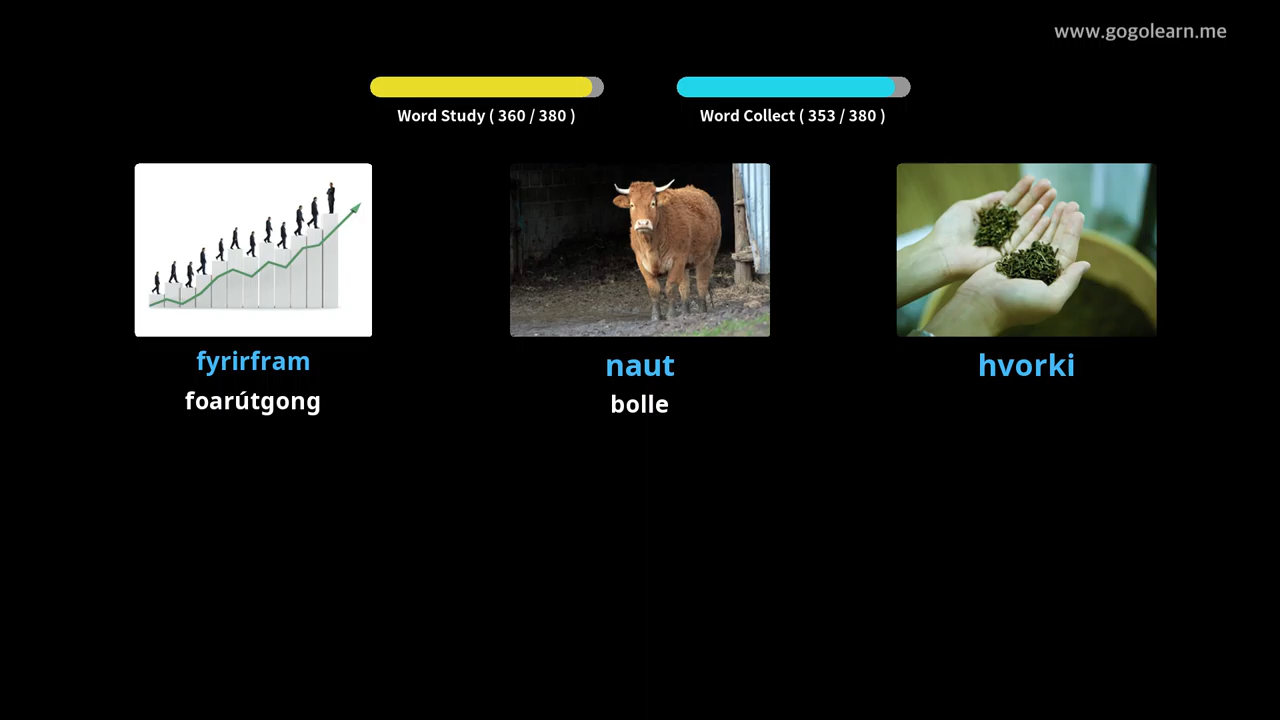 www.gogolearn.me
Word Study ( 360 / 380 )
Word Collect ( 353 / 380 )
fyrirfram
naut
hvorki
foarútgong
bolle